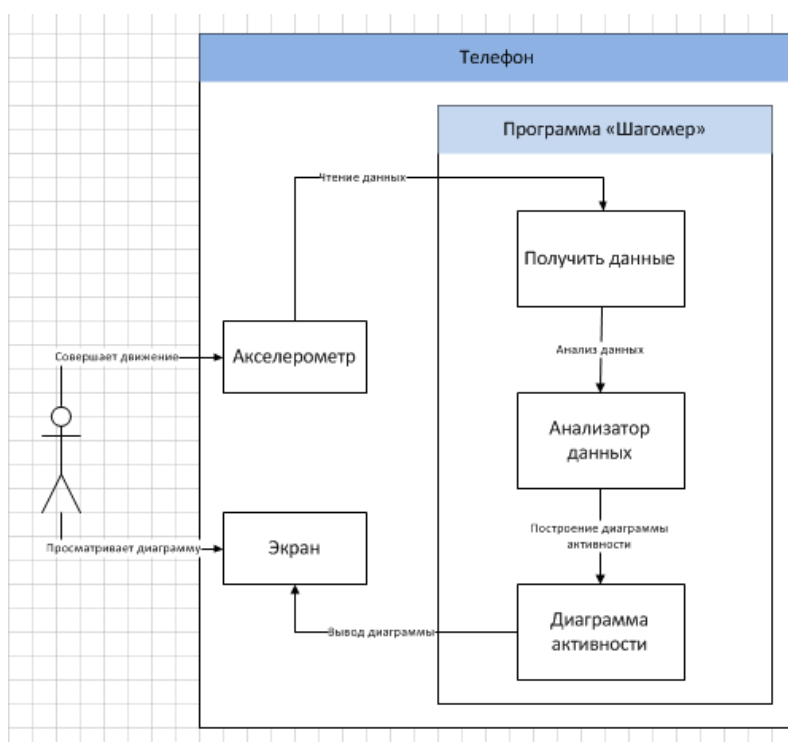 Телефон
Программа «Шагомер»
Чтение данных
Получить данные
Совершает движение
Акселерометр
Анализ данных
Анализатор
данных
Просматривает диаграмму
Экран
Построение диаграммы
активности
Диаграмма
активности
Вывод диаграммы